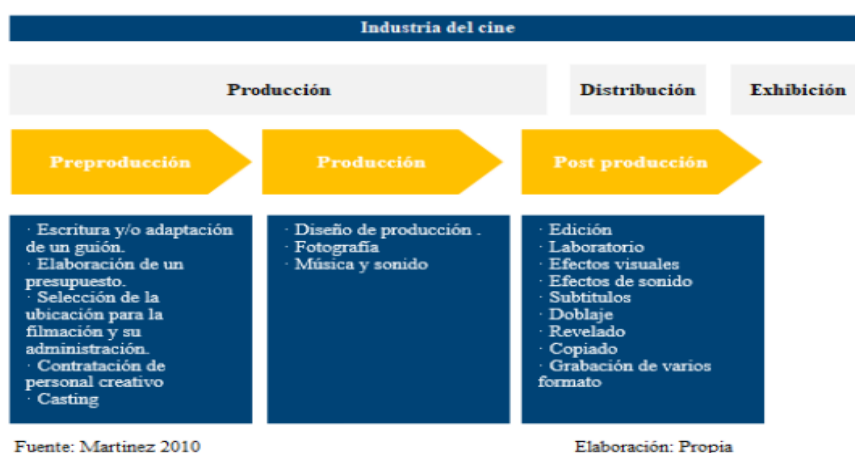 Industria del cine
Producción
Distribución
Exhibición
Preproducción
Producción
Post producción
· Escritura y/o adaptación
de un guión.
· Elaboración de un
presupuesto.
· Selección de la
ubicación para la
filmación y su
administración.
· Contratación de
personal creativo
· Casting
· Diseño de producción .
· Fotografía
· Música y sonido
· Edición
· Laboratorio
· Efectos visuales
· Efectos de sonido
· Subtitulos
· Doblaje
· Revelado
· Copiado
· Grabación de varios
formato
Fuente: Martinez 2010
Elaboración: Propia